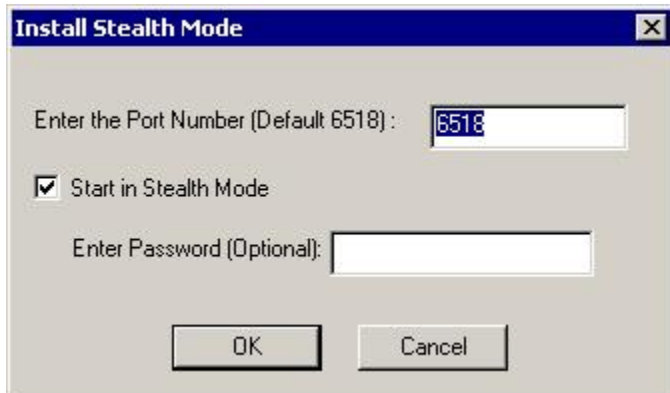 Install Stealth Mode
Enter the Port Number (Default 6518) : 6518
Start in Stealth Mode
Enter Password (Optional):
OK Cancel